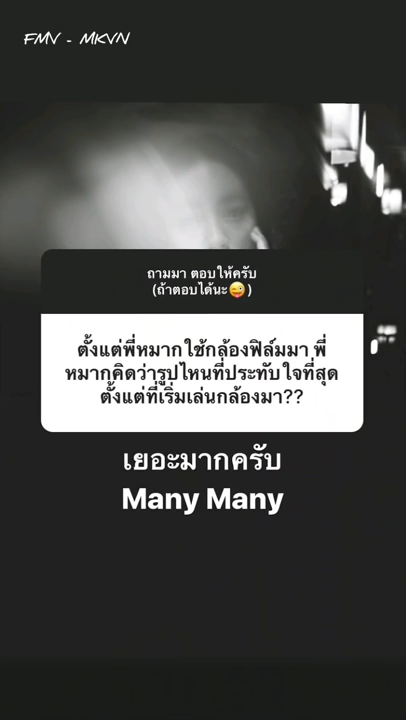 FMV - MKVN
ถามมา ตอบให้ครับ
(ถ้าตอบได้นะ😜)
ตั้งแต่พี่หมากใช้กล้องฟิล์มมา พี่
หมากคิดว่ารูปไหนที่ประทับใจที่สุด
ตั้งแต่ที่เริ่มเล่นกล้องมา??
เยอะมากครับ
Many Many